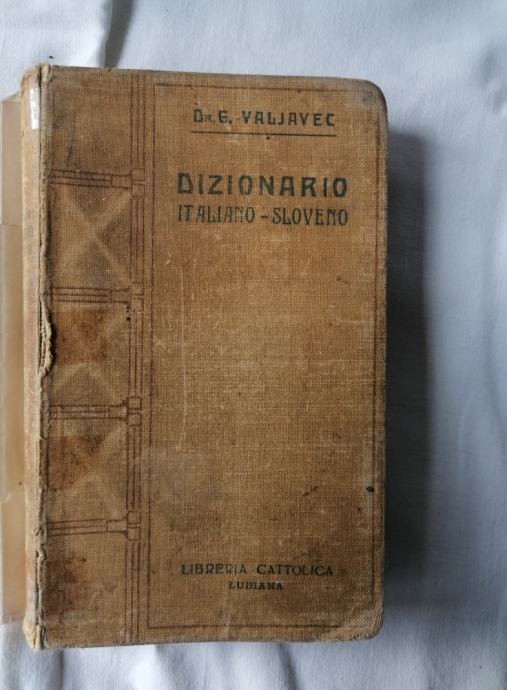 DR. G. VALJAVEC
DIZIONARIO
ITALIANO - SLOVENO
LIBRERIA CATTOLICA
LUBIANA